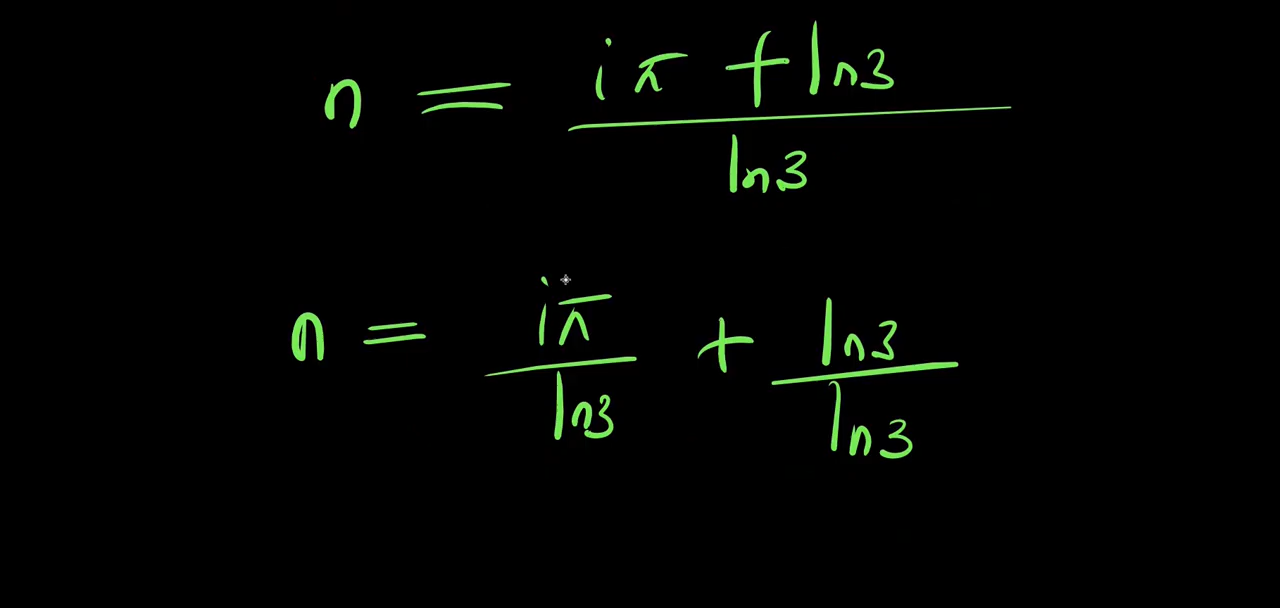 n = (iπ + ln3) / ln3
n = iπ / ln3 + ln3 / ln3